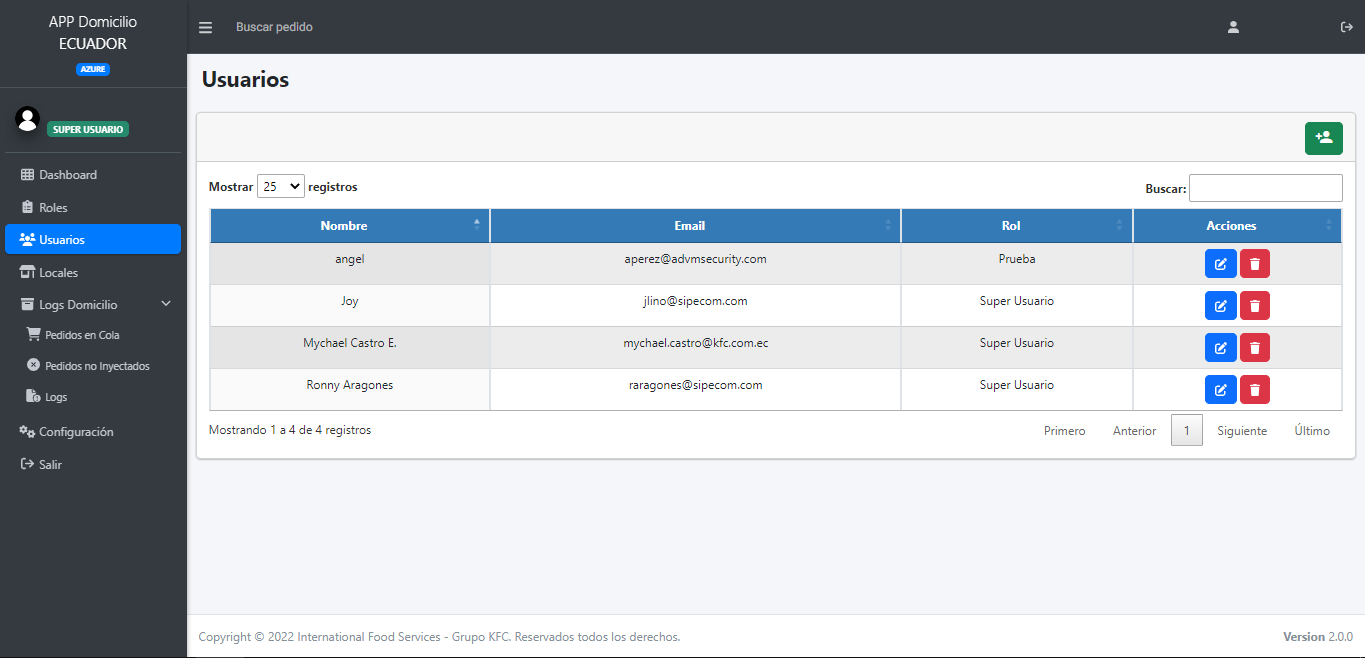 APP Domicilio
ECUADOR
AZURE
SUPER USUARIO
Dashboard
Roles
Usuarios
Locales
Logs Domicilio
Pedidos en Cola
Pedidos no Inyectados
Logs
Configuración
Salir
Buscar pedido
Usuarios
Mostrar 25 registros
Buscar:
Nombre Email Rol Acciones
angel aperez@advmsecurity.com Prueba
Joy jlino@sipecom.com Super Usuario
Mychael Castro E. mychael.castro@kfc.com.ec Super Usuario
Ronny Aragones raragones@sipecom.com Super Usuario
Mostrando 1 a 4 de 4 registros
Primero Anterior 1 Siguiente Último
Copyright © 2022 International Food Services - Grupo KFC. Reservados todos los derechos.
Version 2.0.0